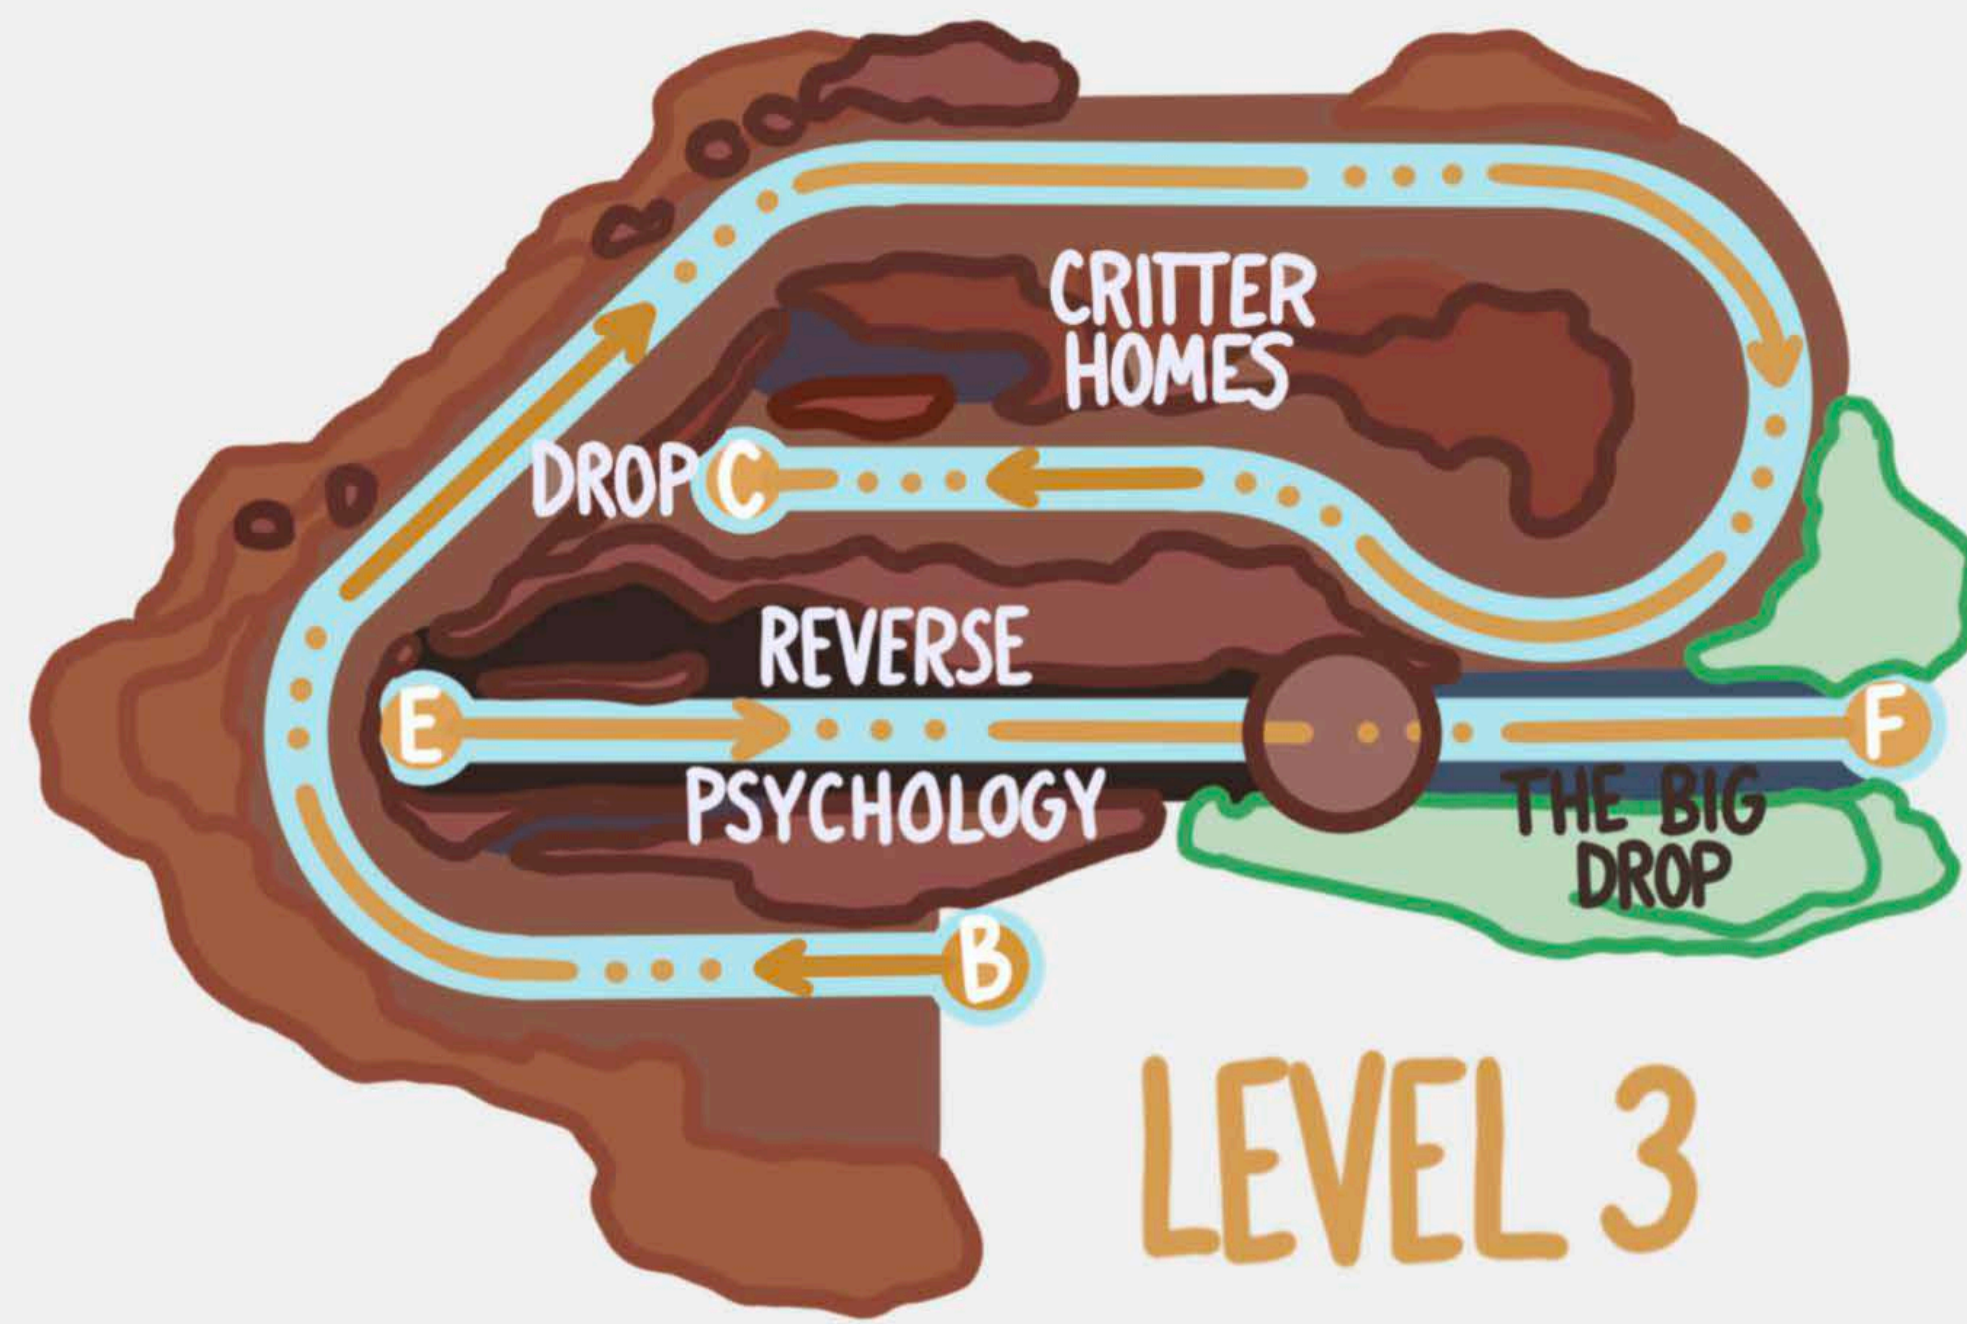 CRITTER
HOMES
DROP C
REVERSE
E
F
PSYCHOLOGY
THE BIG
DROP
B
LEVEL 3